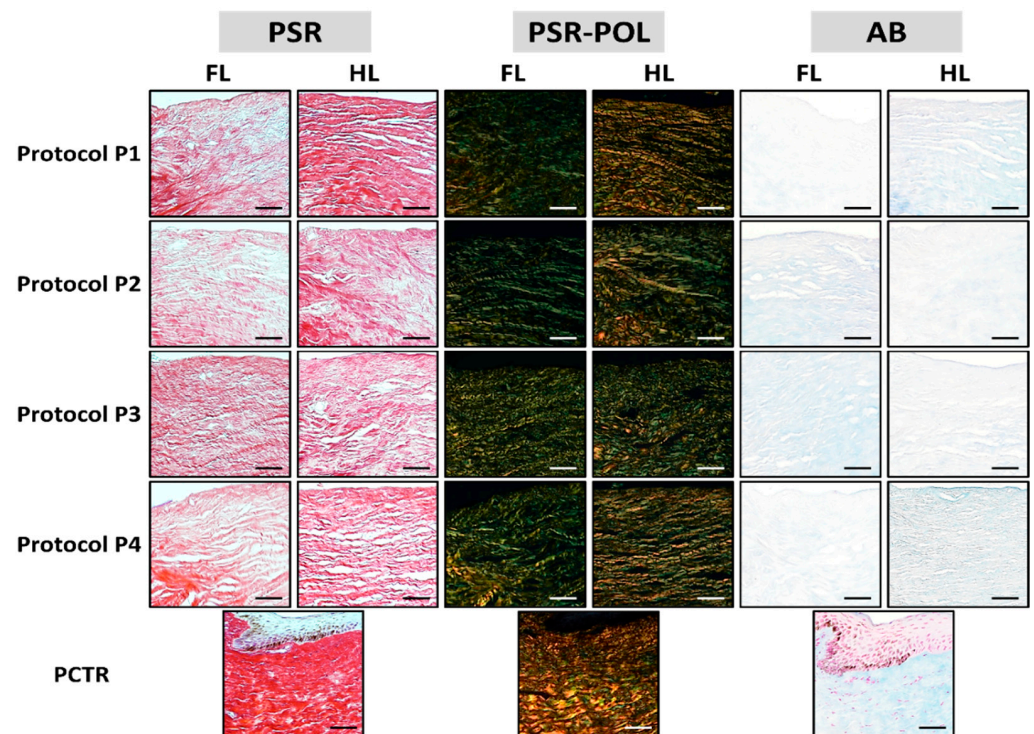 PSR PSR-POL AB
FL HL FL HL FL HL
Protocol P1
Protocol P2
Protocol P3
Protocol P4
PCTR